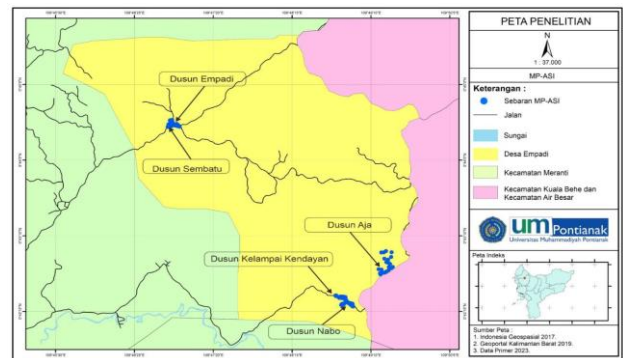 Dusun Empadi
Dusun Sembatu
Dusun Aja
Dusun Kelampai Kendayan
Dusun Nabo
PETA PENELITIAN
N
1 : 37,000
MP-ASI
Keterangan :
Sebaran MP-ASI
Jalan
Sungai
Desa Empadi
Kecamatan Meranti
Kecamatan Kuala Behe dan
Kecamatan Air Besar
um Pontianak
Universitas Muhammadiyah Pontianak
Peta Indeks
Sumber Peta :
1. Indonesia Geospasial 2017.
2. Geoportal Kalimantan Barat 2019.
3. Data Primer 2023.